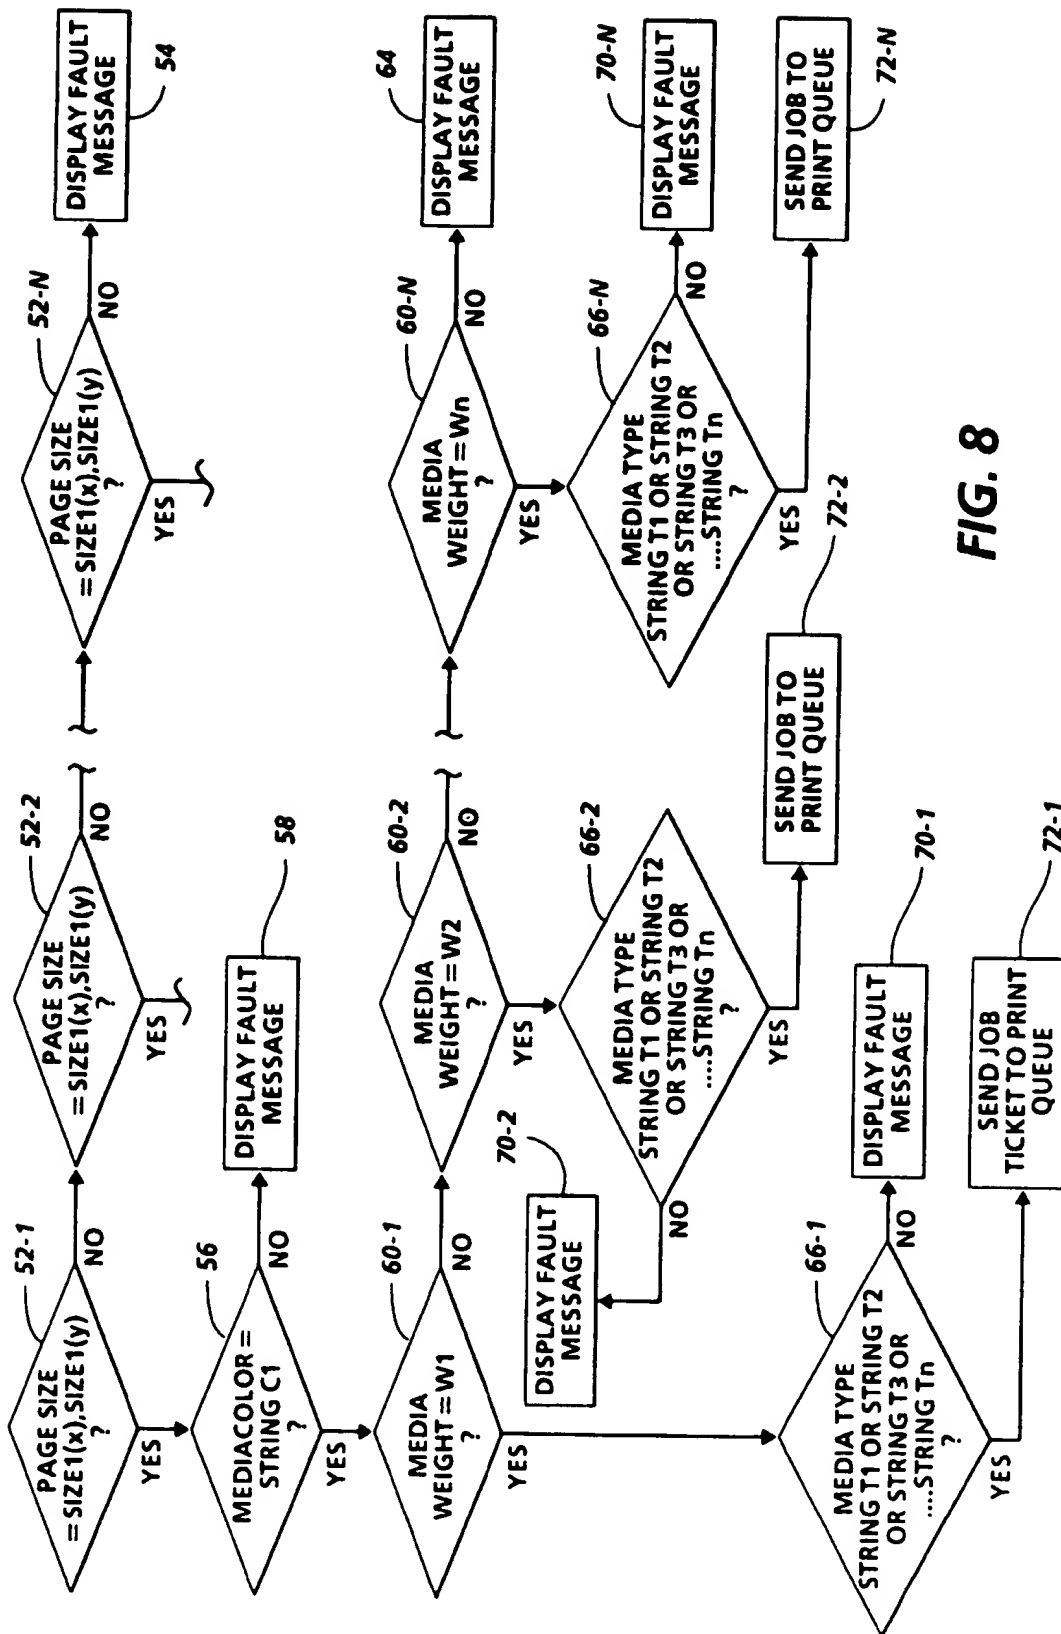 52-1
PAGE SIZE
=SIZE1(x),SIZE1(y)
?
NO
YES
52-2
PAGE SIZE
=SIZE1(x),SIZE1(y)
?
NO
YES
52-N
PAGE SIZE
=SIZE1(x),SIZE1(y)
?
NO
YES
DISPLAY FAULT
MESSAGE
54
56
MEDIACOLOR=
STRING C1
?
NO
YES
DISPLAY FAULT
MESSAGE
58
60-1
MEDIA
WEIGHT=W1
?
NO
YES
60-2
MEDIA
WEIGHT=W2
?
NO
YES
60-N
MEDIA
WEIGHT=Wn
?
NO
YES
DISPLAY FAULT
MESSAGE
64
DISPLAY FAULT
MESSAGE
70-2
NO
66-2
MEDIA TYPE
STRING T1 OR STRING T2
OR STRING T3 OR
....STRING Tn
?
YES
SEND JOB TO
PRINT QUEUE
72-2
66-N
MEDIA TYPE
STRING T1 OR STRING T2
OR STRING T3 OR
....STRING Tn
?
NO
YES
DISPLAY FAULT
MESSAGE
70-N
SEND JOB TO
PRINT QUEUE
72-N
66-1
MEDIA TYPE
STRING T1 OR STRING T2
OR STRING T3 OR
....STRING Tn
?
NO
YES
DISPLAY FAULT
MESSAGE
70-1
SEND JOB
TICKET TO PRINT
QUEUE
72-1
FIG. 8